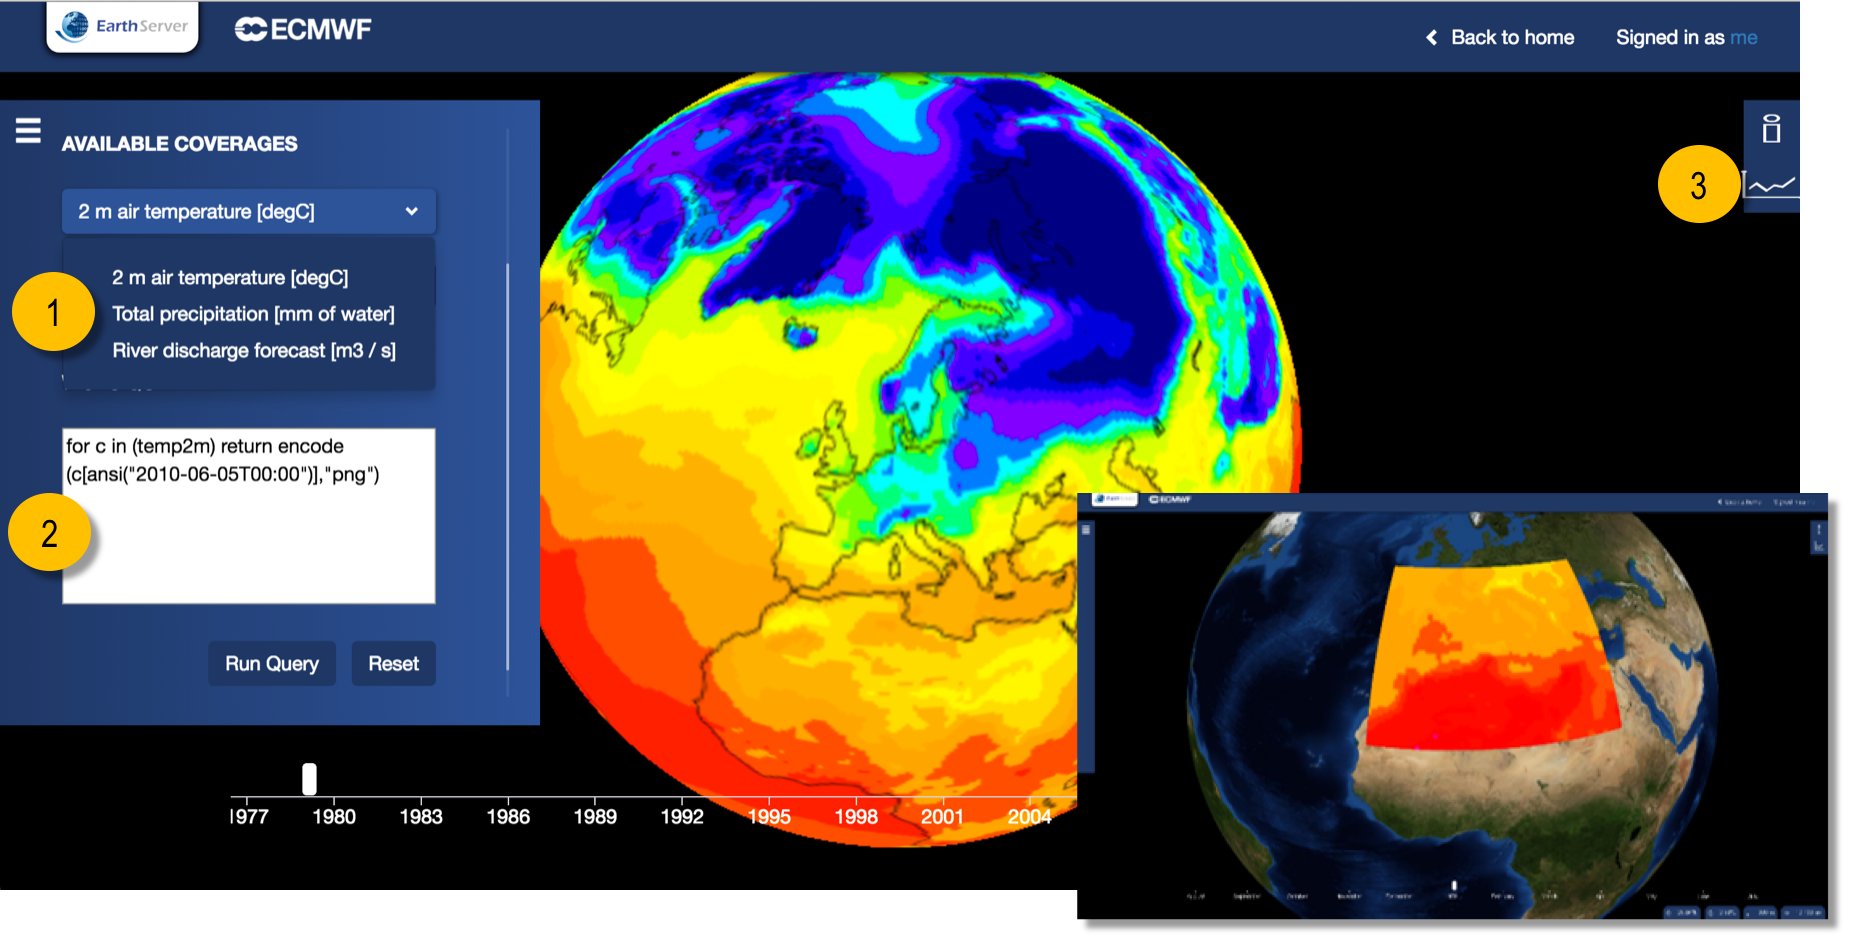 EarthServer
ECMWF
Back to home
Signed in as me
AVAILABLE COVERAGES
2 m air temperature [degC]
2 m air temperature [degC]
Total precipitation [mm of water]
River discharge forecast [m3 / s]
1
for c in (temp2m) return encode
(c[ansi("2010-06-05T00:00")],"png")
2
Run Query
Reset
3
1977
1980
1983
1986
1989
1992
1995
1998
2001
2004
ECMWF